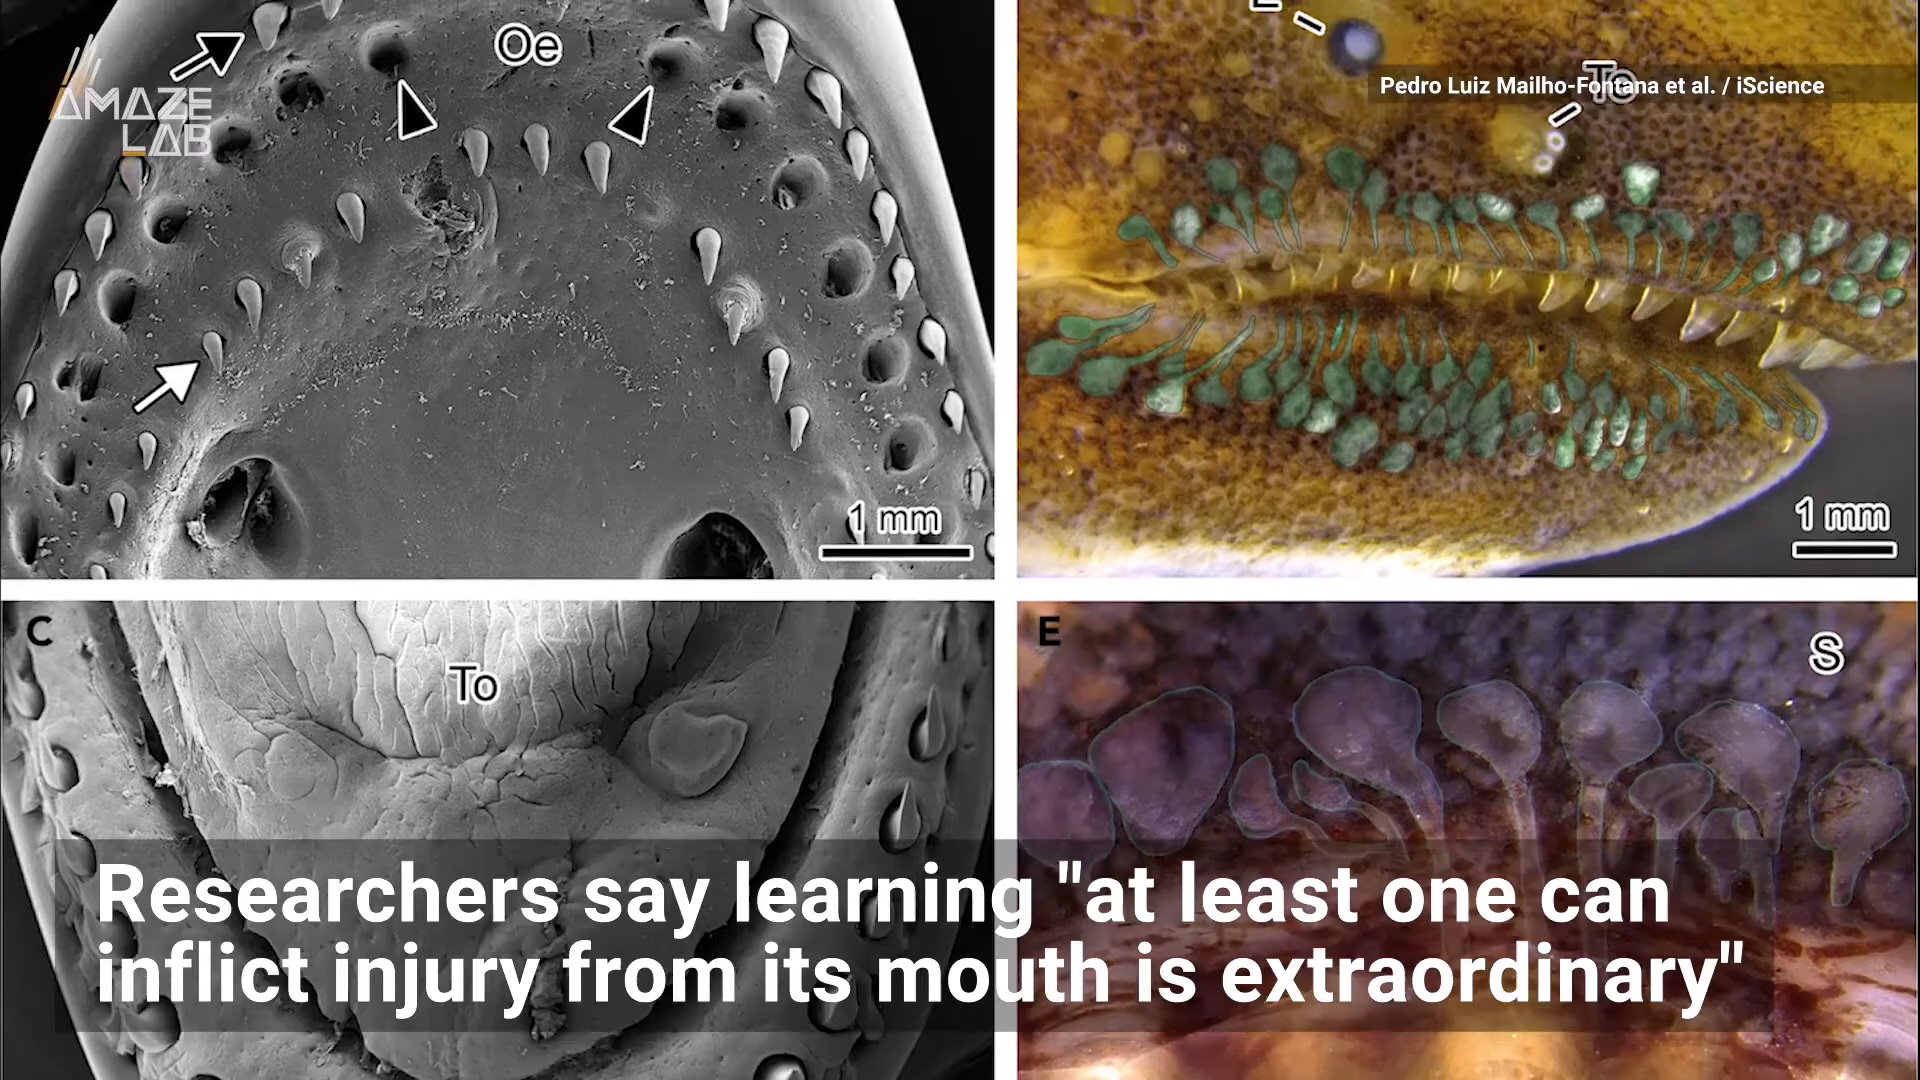 Oe
AMAZE
LAB
1 mm
E
Pedro Luiz Mailho-Fontana et al. / iScience
To
1 mm
C
To
E
S
Researchers say learning "at least one can
inflict injury from its mouth is extraordinary"